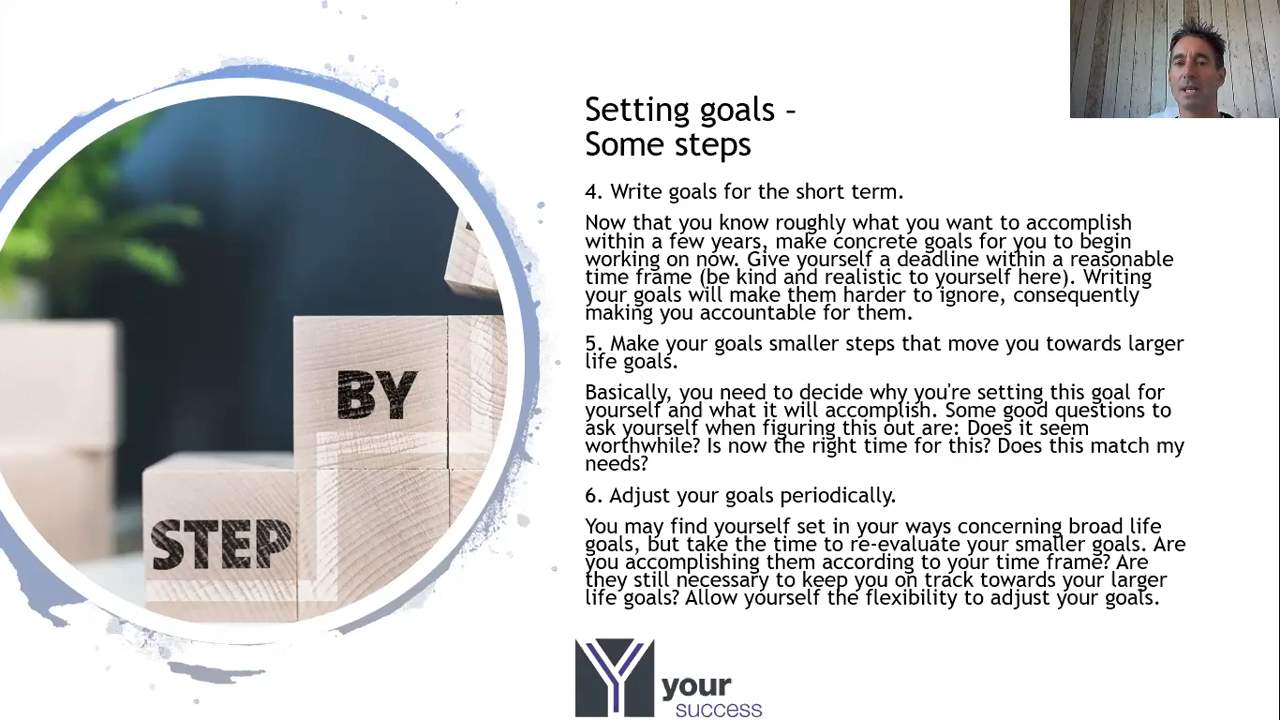 Setting goals –
Some steps
4. Write goals for the short term.
Now that you know roughly what you want to accomplish
within a few years, make concrete goals for you to begin
working on now. Give yourself a deadline within a reasonable
time frame (be kind and realistic to yourself here). Writing
your goals will make them harder to ignore, consequently
making you accountable for them.
5. Make your goals smaller steps that move you towards larger
life goals.
Basically, you need to decide why you're setting this goal for
yourself and what it will accomplish. Some good questions to
ask yourself when figuring this out are: Does it seem
worthwhile? Is now the right time for this? Does this match my
needs?
6. Adjust your goals periodically.
You may find yourself set in your ways concerning broad life
goals, but take the time to re-evaluate your smaller goals. Are
you accomplishing them according to your time frame? Are
they still necessary to keep you on track towards your larger
life goals? Allow yourself the flexibility to adjust your goals.
BY
STEP
Y
your
success